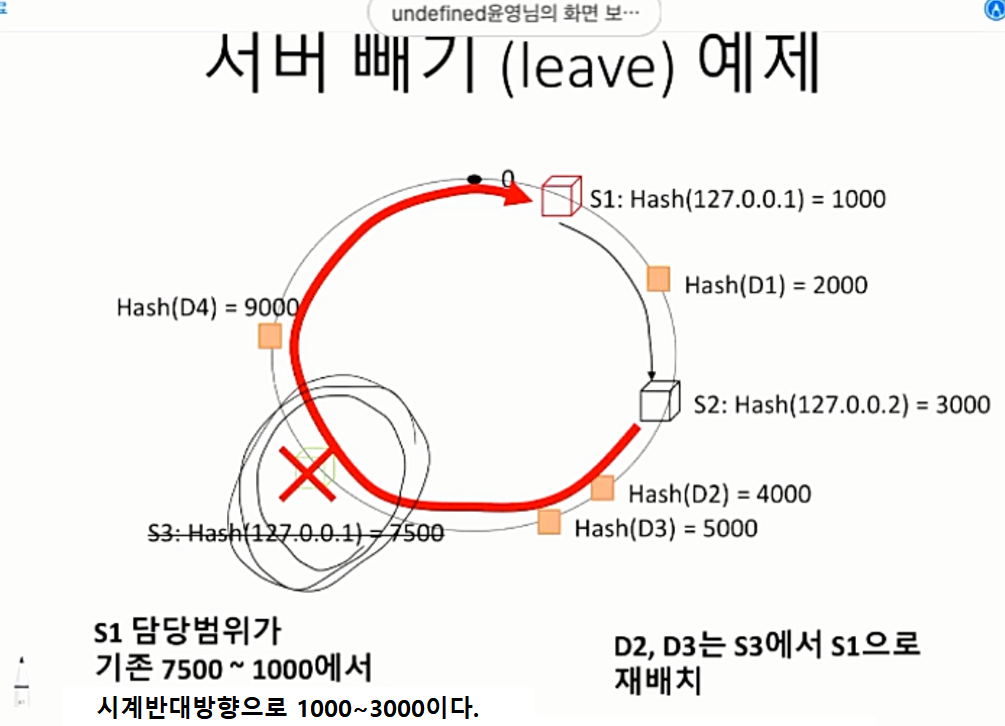 undefined윤영님의 화면 보…
서버 빼기 (leave) 예제
0
S1: Hash(127.0.0.1) = 1000
Hash(D1) = 2000
Hash(D4) = 9000
S2: Hash(127.0.0.2) = 3000
Hash(D2) = 4000
Hash(D3) = 5000
S3: Hash(127.0.0.1) = 7500
S1 담당범위가
기존 7500 ~ 1000에서
시계반대방향으로 1000~3000이다.
D2, D3는 S3에서 S1으로
재배치